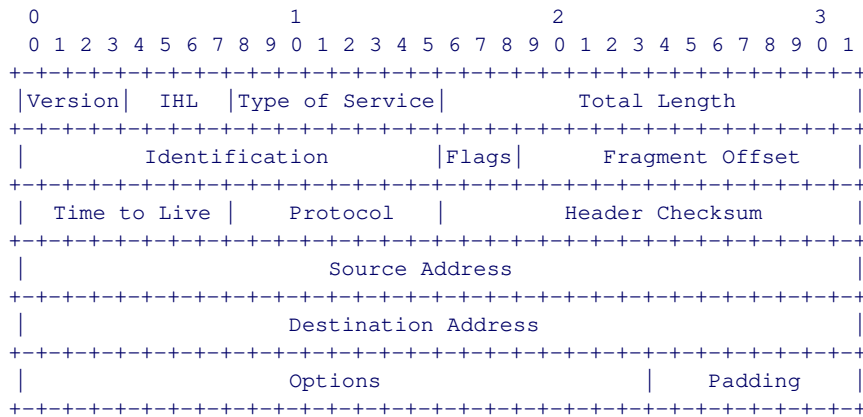 0                   1                   2                   3
0 1 2 3 4 5 6 7 8 9 0 1 2 3 4 5 6 7 8 9 0 1 2 3 4 5 6 7 8 9 0 1
+-+-+-+-+-+-+-+-+-+-+-+-+-+-+-+-+-+-+-+-+-+-+-+-+-+-+-+-+-+-+-+-+
|Version|  IHL  |Type of Service|          Total Length         |
+-+-+-+-+-+-+-+-+-+-+-+-+-+-+-+-+-+-+-+-+-+-+-+-+-+-+-+-+-+-+-+-+
|         Identification        |Flags|      Fragment Offset    |
+-+-+-+-+-+-+-+-+-+-+-+-+-+-+-+-+-+-+-+-+-+-+-+-+-+-+-+-+-+-+-+-+
|  Time to Live |    Protocol   |         Header Checksum       |
+-+-+-+-+-+-+-+-+-+-+-+-+-+-+-+-+-+-+-+-+-+-+-+-+-+-+-+-+-+-+-+-+
|                       Source Address                          |
+-+-+-+-+-+-+-+-+-+-+-+-+-+-+-+-+-+-+-+-+-+-+-+-+-+-+-+-+-+-+-+-+
|                    Destination Address                        |
+-+-+-+-+-+-+-+-+-+-+-+-+-+-+-+-+-+-+-+-+-+-+-+-+-+-+-+-+-+-+-+-+
|                    Options                    |    Padding    |
+-+-+-+-+-+-+-+-+-+-+-+-+-+-+-+-+-+-+-+-+-+-+-+-+-+-+-+-+-+-+-+-+